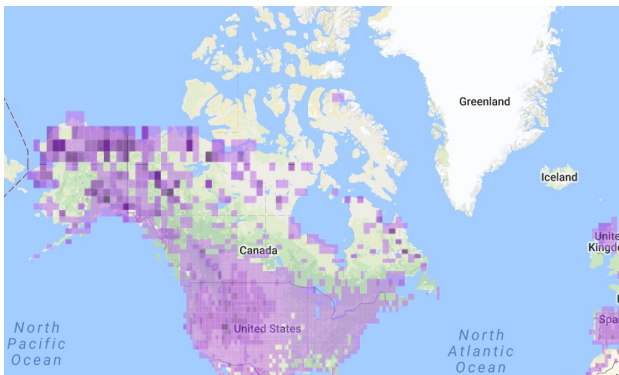 Greenland
Iceland
Unite
Kingdo
Canada
Spa
United States
North
Pacific
Ocean
North
Atlantic
Ocean